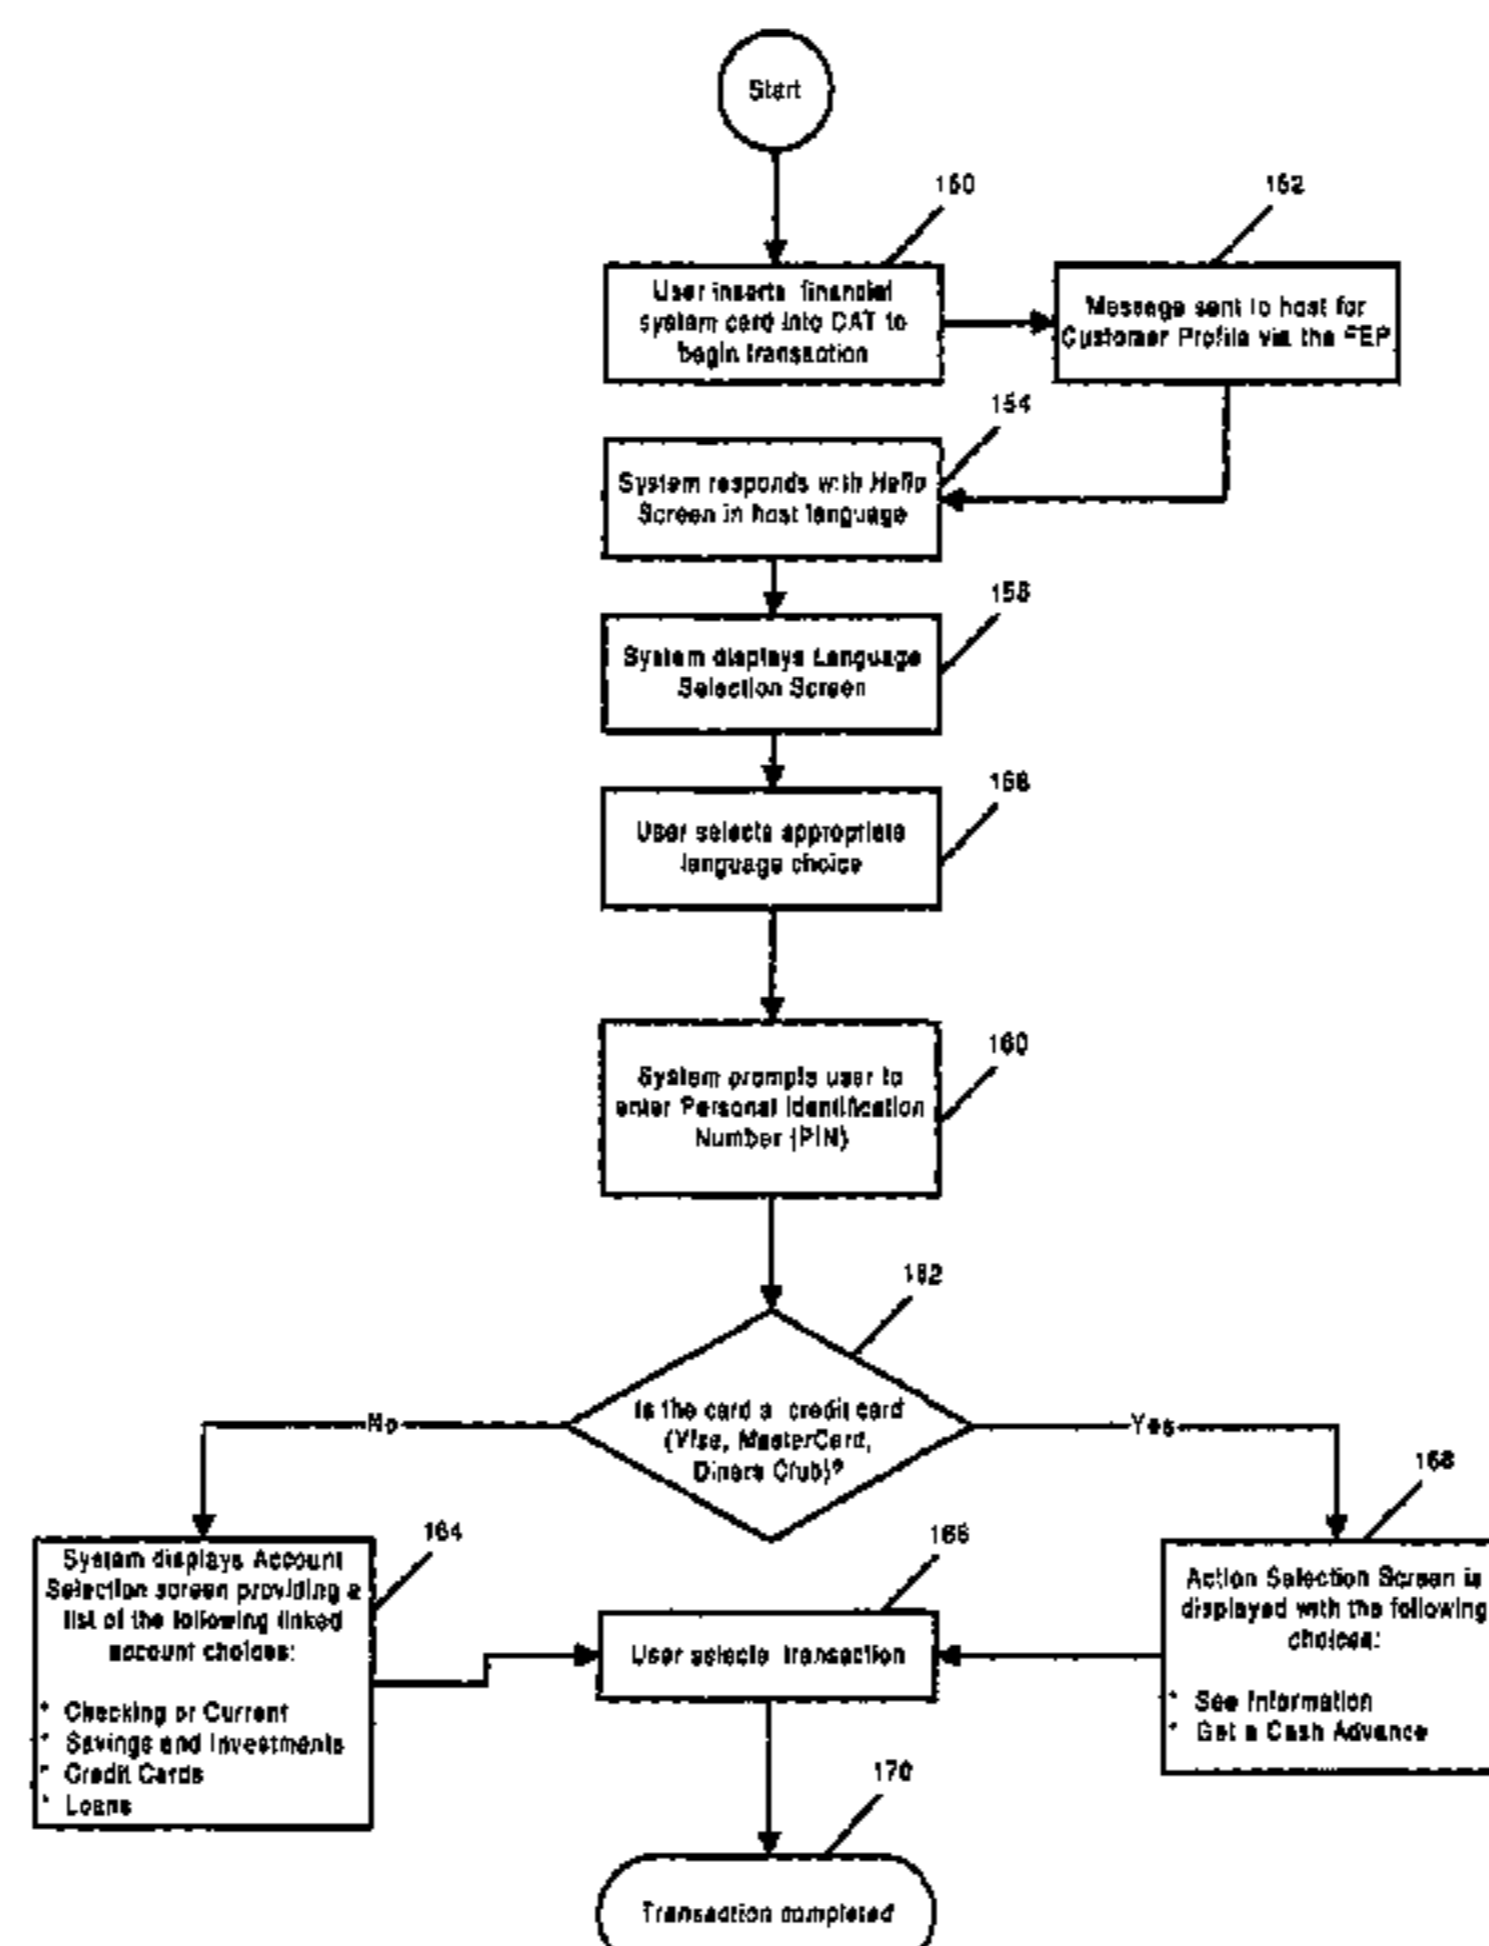 Start
150
152
User inserts financial
system card into CAT to
begin transaction
Message sent to host for
Customer Profile via the FEP
154
System responds with Hello
Screen in host language
156
System displays Language
Selection Screen
158
User selects appropriate
language choice
160
System prompts user to
enter Personal Identification
Number (PIN)
162
Is the card a credit card
(Visa, MasterCard,
Diners Club)?
No
Yes
164
System displays Account
Selection screen providing a
list of the following linked
account choices:
* Checking or Current
* Savings and Investments
* Credit Cards
* Loans
166
User selects transaction
168
Action Selection Screen is
displayed with the following
choices:
* See Information
* Get a Cash Advance
170
Transaction completed